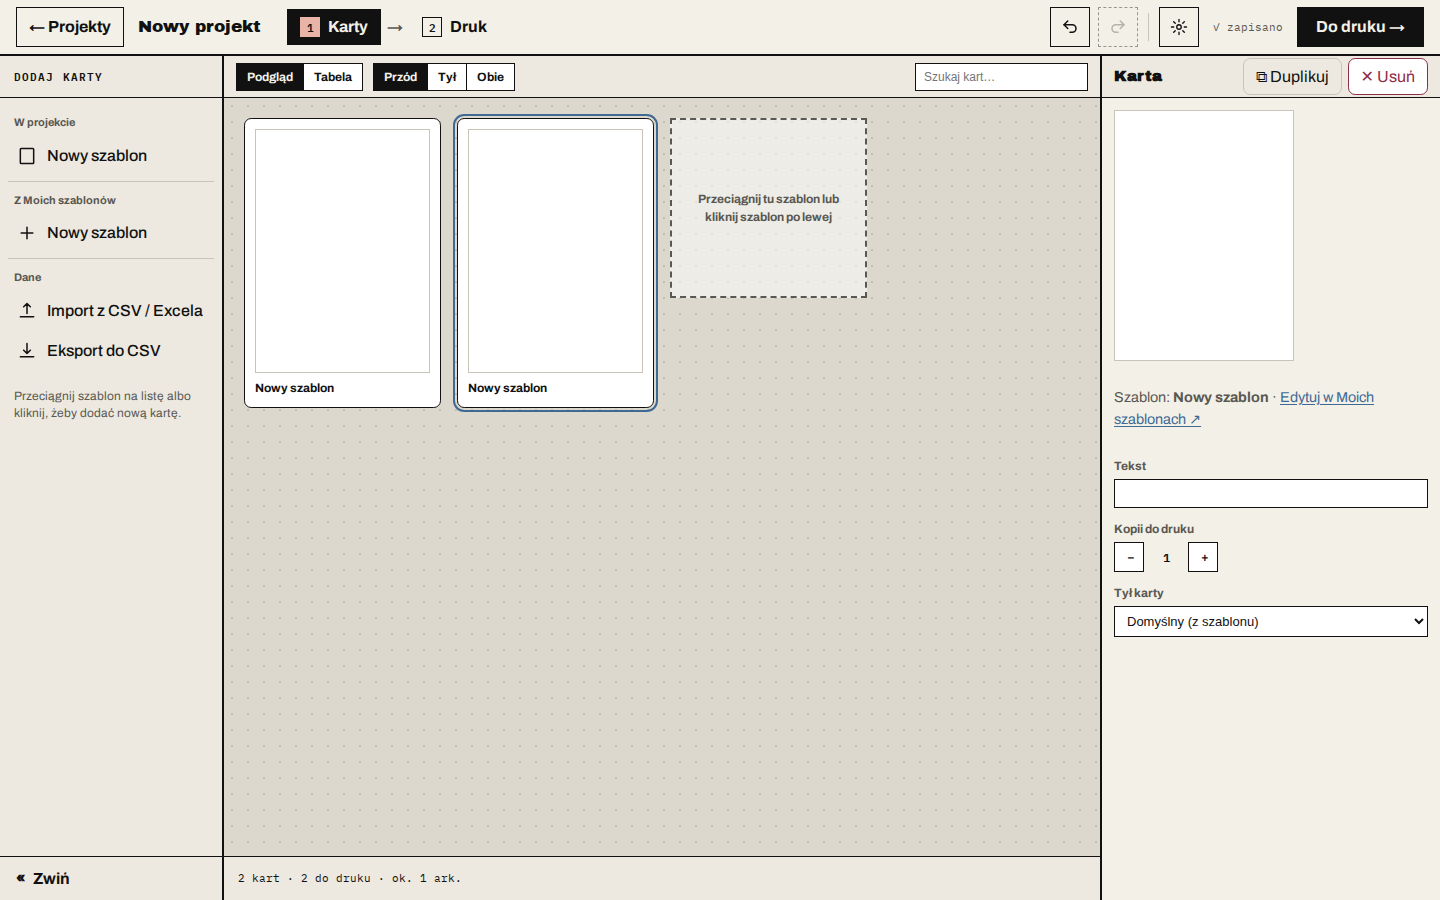 ← Projekty
Nowy projekt
1 Karty → 2 Druk
√ zapisano
Do druku →
DODAJ KARTY
W projekcie
Nowy szablon
Z Moich szablonów
Nowy szablon
Dane
Import z CSV / Excela
Eksport do CSV
Przeciągnij szablon na listę albo
kliknij, żeby dodać nową kartę.
« Zwiń
Podgląd Tabela
Przód Tył Obie
Szukaj kart...
Nowy szablon
Nowy szablon
Przeciągnij tu szablon lub
kliknij szablon po lewej
2 kart · 2 do druku · ok. 1 ark.
Karta
Duplikuj
✕ Usuń
Szablon: Nowy szablon · Edytuj w Moich
szablonach ↗
Tekst
Kopii do druku
− 1 +
Tył karty
Domyślny (z szablonu)